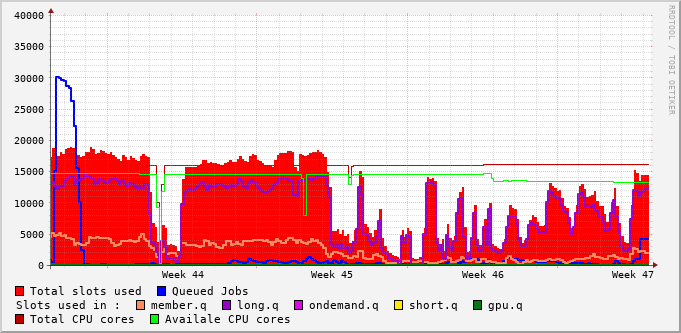 40000
35000
30000
25000
20000
15000
10000
5000
0
Week 44 Week 45 Week 46 Week 47
RRDTOOL / TOBI OETIKER
Total slots used Queued Jobs
Slots used in : member.q long.q ondemand.q short.q gpu.q
Total CPU cores Availale CPU cores